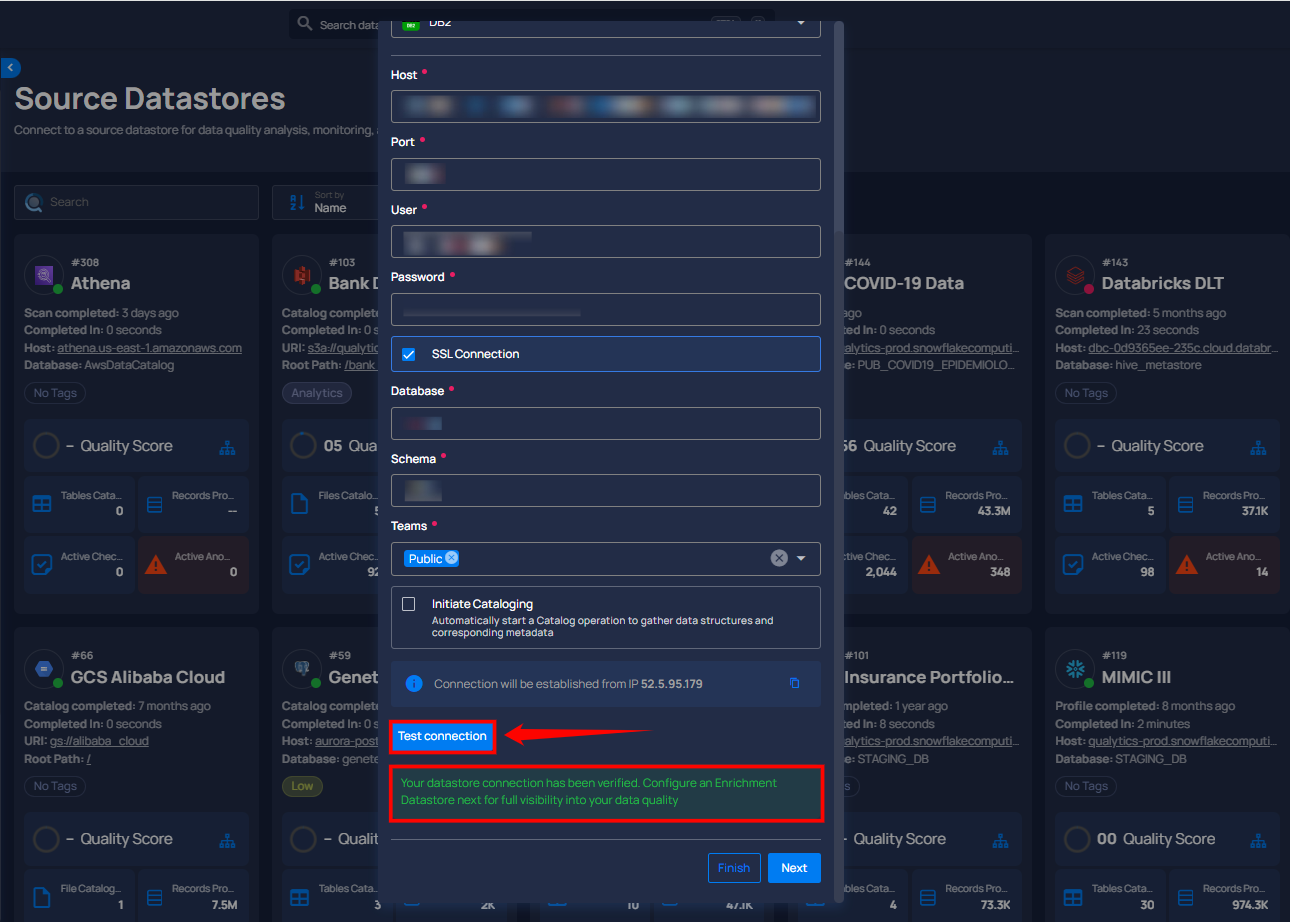 Search data
DB2
Source Datastores
Connect to a source datastore for data quality analysis, monitoring,
Search
Sort by
Name
#308
Athena
Scan completed: 3 days ago
Completed In: 0 seconds
Host: athena.us-east-1.amazonaws.com
Database: AwsDataCatalog
No Tags
– Quality Score
Tables Cata...
0
Records Pro...
--
Active Chec...
0
Active Ano...
0
#103
Bank
Catalog complete
Completed In: 0 s
URI: s3a://qualytic
Root Path: /bank_
Analytics
05 Qua
Files Catalo...
Active Chec
92
Host
Port
User
Password
SSL Connection
Database
Schema
Teams
Public
Initiate Cataloging
Automatically start a Catalog operation to gather data structures and
corresponding metadata
Connection will be established from IP 52.5.95.179
Test connection
Your datastore connection has been verified. Configure an Enrichment
Datastore next for full visibility into your data quality
Finish
Next
#144
COVID-19 Data
ago
0 seconds
alytics-prod.snowflakecomputi...
e: PUB_COVID19_EPIDEMIOLO...
56 Quality Score
bles Cata...
42
Records Pro...
43.3M
ive Chec...
2,044
Active Ano...
348
#143
Databricks DLT
Scan completed: 5 months ago
Completed In: 23 seconds
Host: dbc-0d9365ee-235c.cloud.databr...
Database: hive_metastore
No Tags
– Quality Score
Tables Cata...
5
Records Pro...
37.1K
Active Chec...
98
Active Ano...
14
#66
GCS Alibaba Cloud
Catalog completed: 7 months ago
Completed In: 0 seconds
URI: gs://alibaba_cloud
Root Path: /
No Tags
– Quality Score
File Catalog...
1
Records Pro...
7.5M
#59
Genet
Catalog complete
Completed In: 0 s
Host: aurora-post
Database: genete
Low
– Qualit
Tables Cata
3
2K
10
47.1K
#101
Insurance Portfolio...
ompleted: 1 year ago
8 seconds
alytics-prod.snowflakecomputi...
e: STAGING_DB
s
– Quality Score
bles Cata...
4
Records Pro...
73.3K
#119
MIMIC III
Profile completed: 8 months ago
Completed In: 2 minutes
Host: qualytics-prod.snowflakecomputi...
Database: STAGING_DB
No Tags
00 Quality Score
Tables Cata...
30
Records Pro...
974.3K